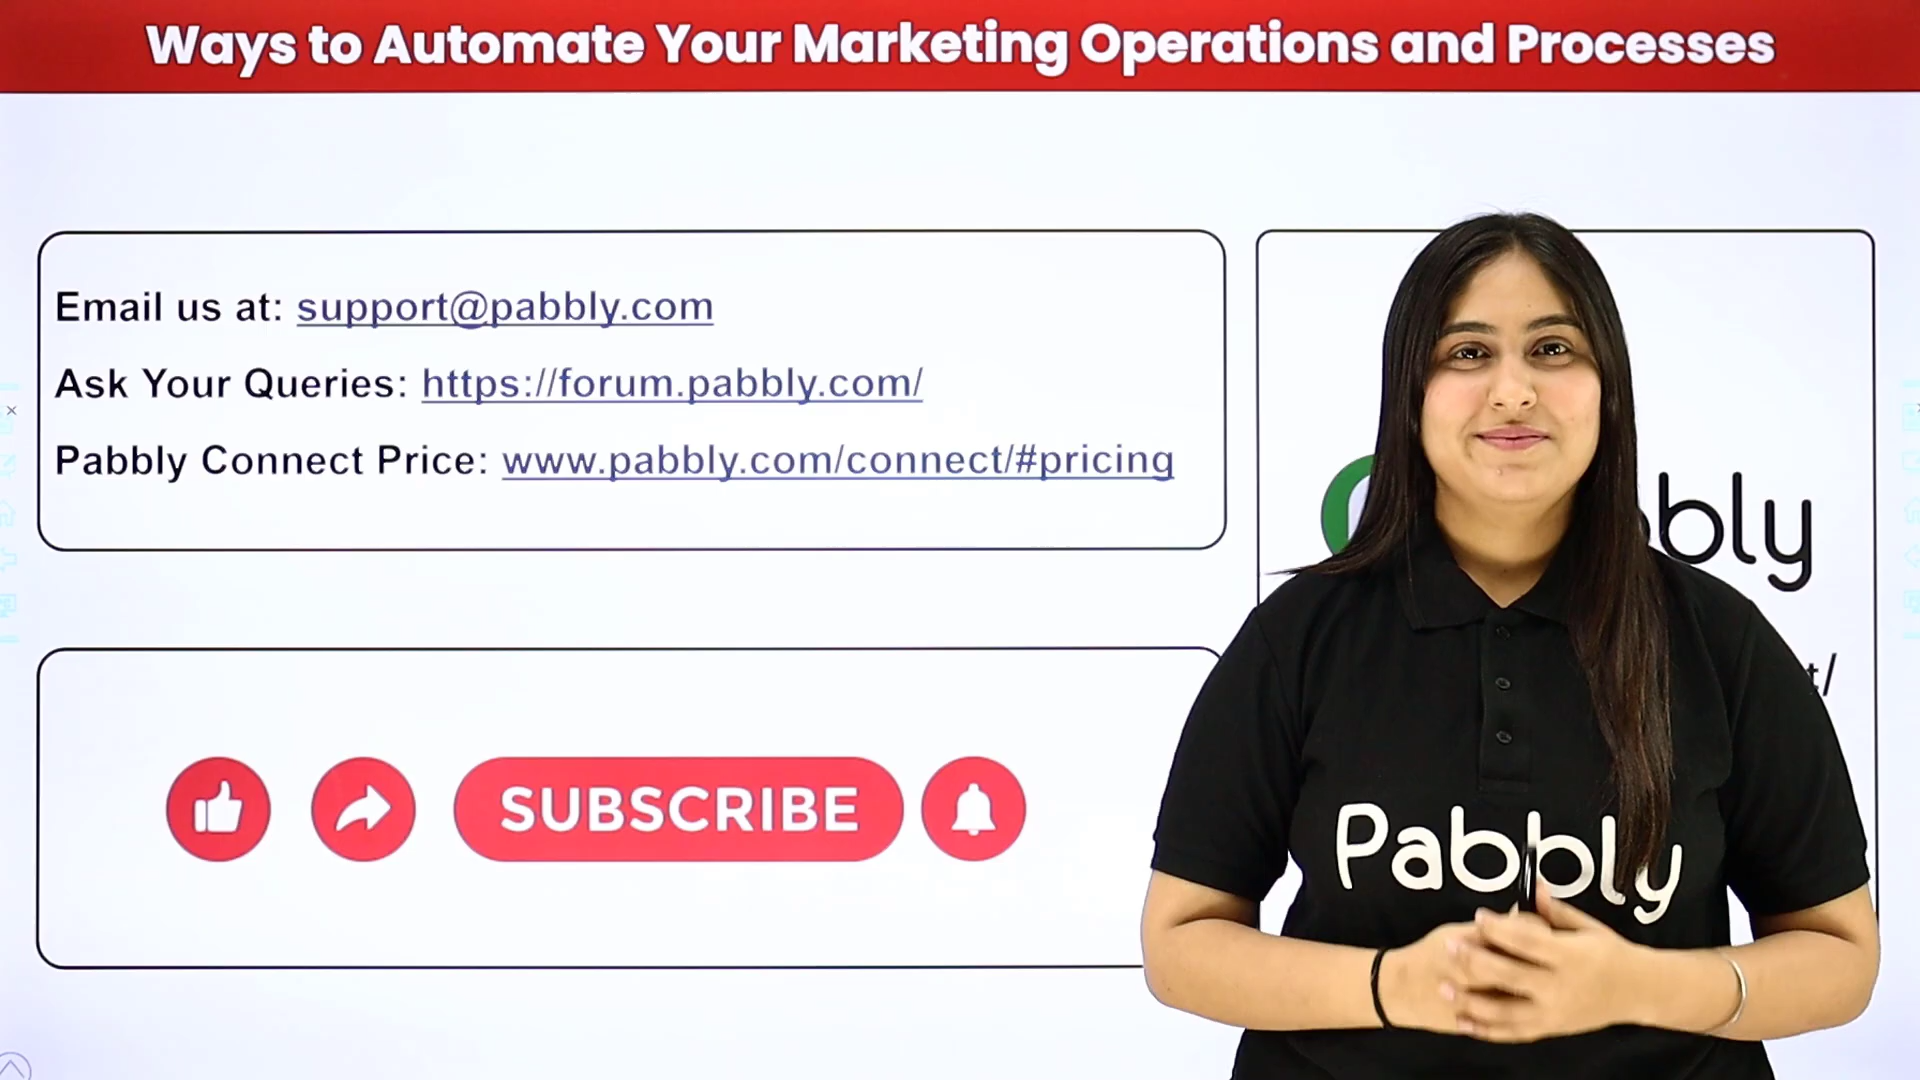 Ways to Automate Your Marketing Operations and Processes
Email us at: support@pabbly.com
Ask Your Queries: https://forum.pabbly.com/
Pabbly Connect Price: www.pabbly.com/connect/#pricing
SUBSCRIBE
Pabbly